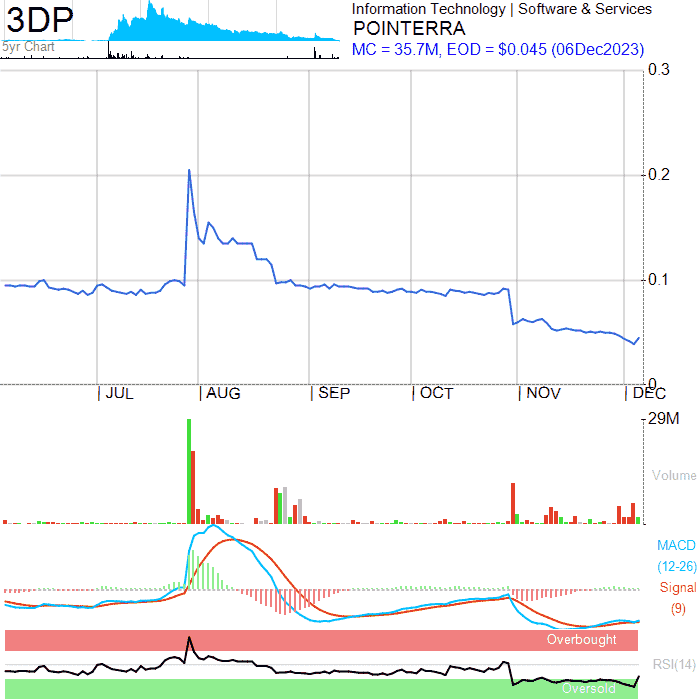 3DP
5yr Chart
Information Technology | Software & Services
POINTERRA
MC = 35.7M, EOD = $0.045 (06Dec2023)
0.3
0.2
0.1
0
| JUL | AUG | SEP | OCT | NOV | DEC
29M
Volume
MACD
(12-26)
Signal
(9)
Overbought
RSI(14)
Oversold